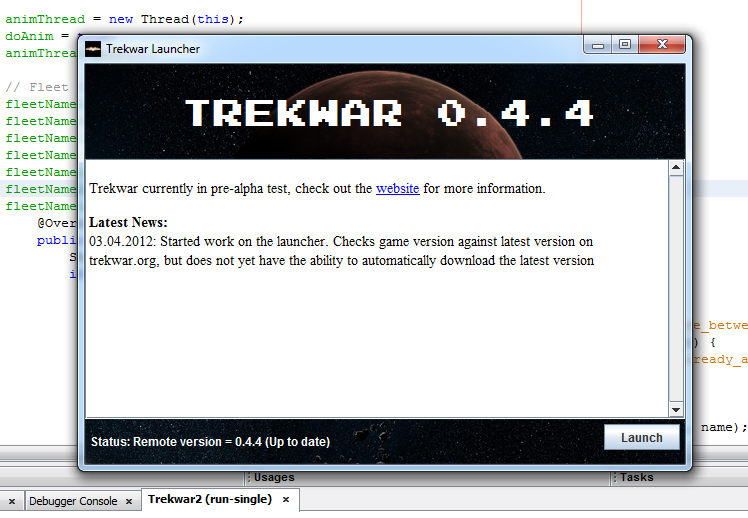 animThread = new Thread(this);
doAnim =
animThrea
Trekwar Launcher
// Fleet
fleetName
fleetName
fleetName
fleetName
fleetName
fleetName
fleetName
@Over
publi
S
i
TREKWAR 0.4.4
Trekwar currently in pre-alpha test, check out the website for more information.
Latest News:
03.04.2012: Started work on the launcher. Checks game version against latest version on
trekwar.org, but does not yet have the ability to automatically download the latest version
e_betwe
) {
ready_a
name);
Status: Remote version = 0.4.4 (Up to date)
Launch
Usages
Tasks
Debugger Console
Trekwar2 (run-single)